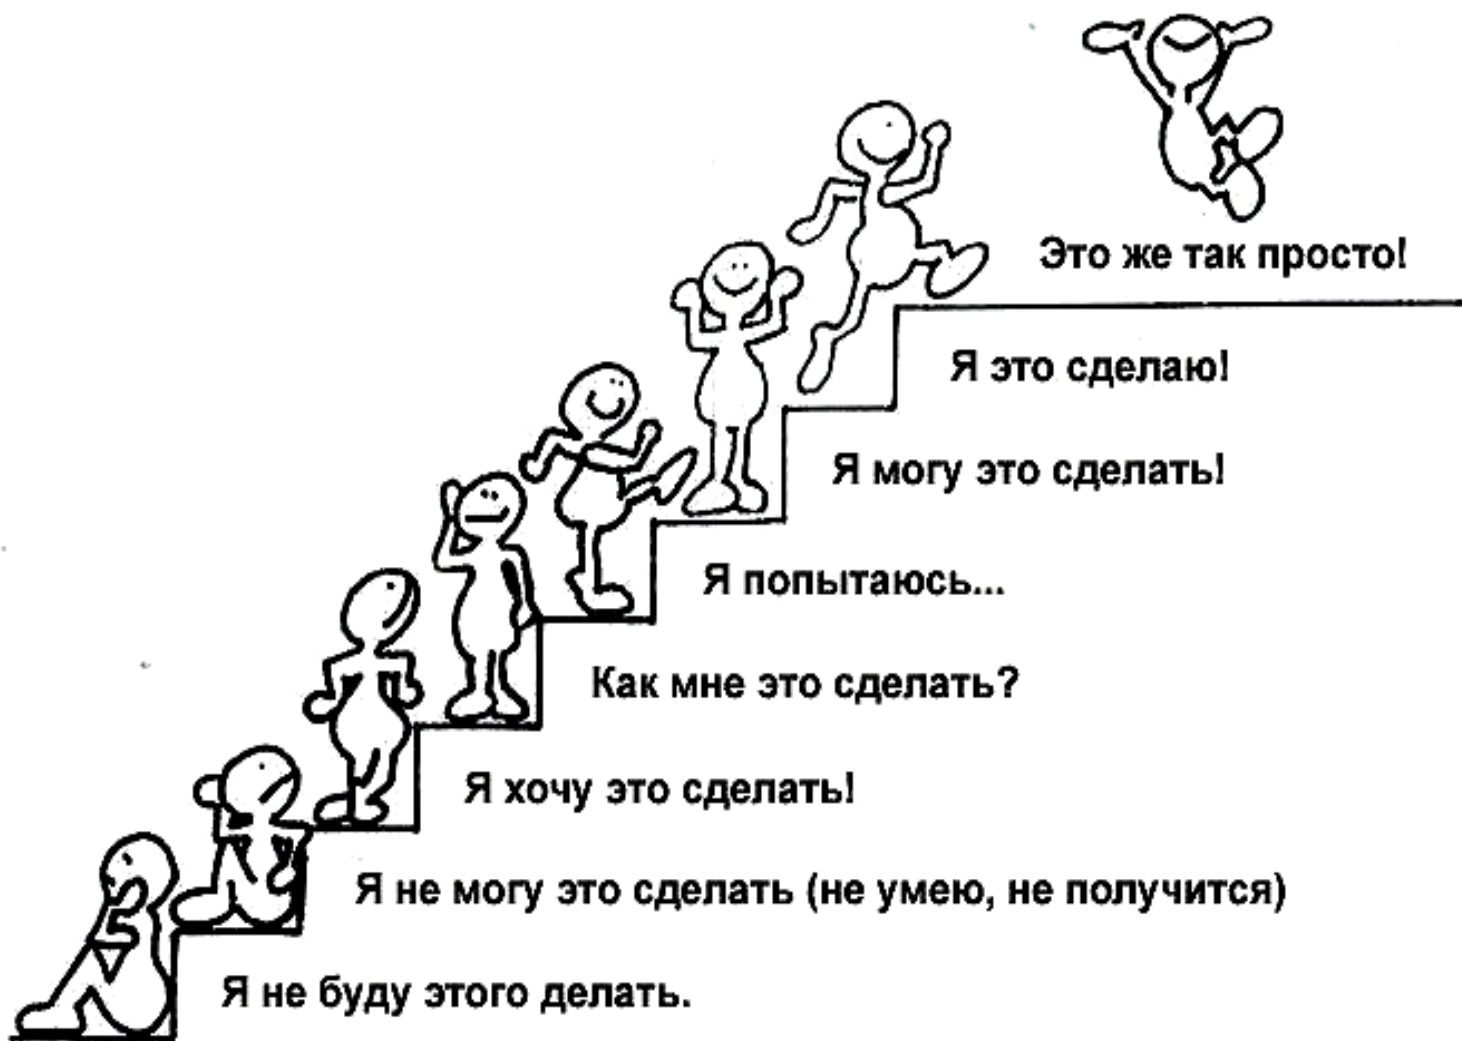 Это же так просто!
Я это сделаю!
Я могу это сделать!
Я попытаюсь...
Как мне это сделать?
Я хочу это сделать!
Я не могу это сделать (не умею, не получится)
Я не буду этого делать.